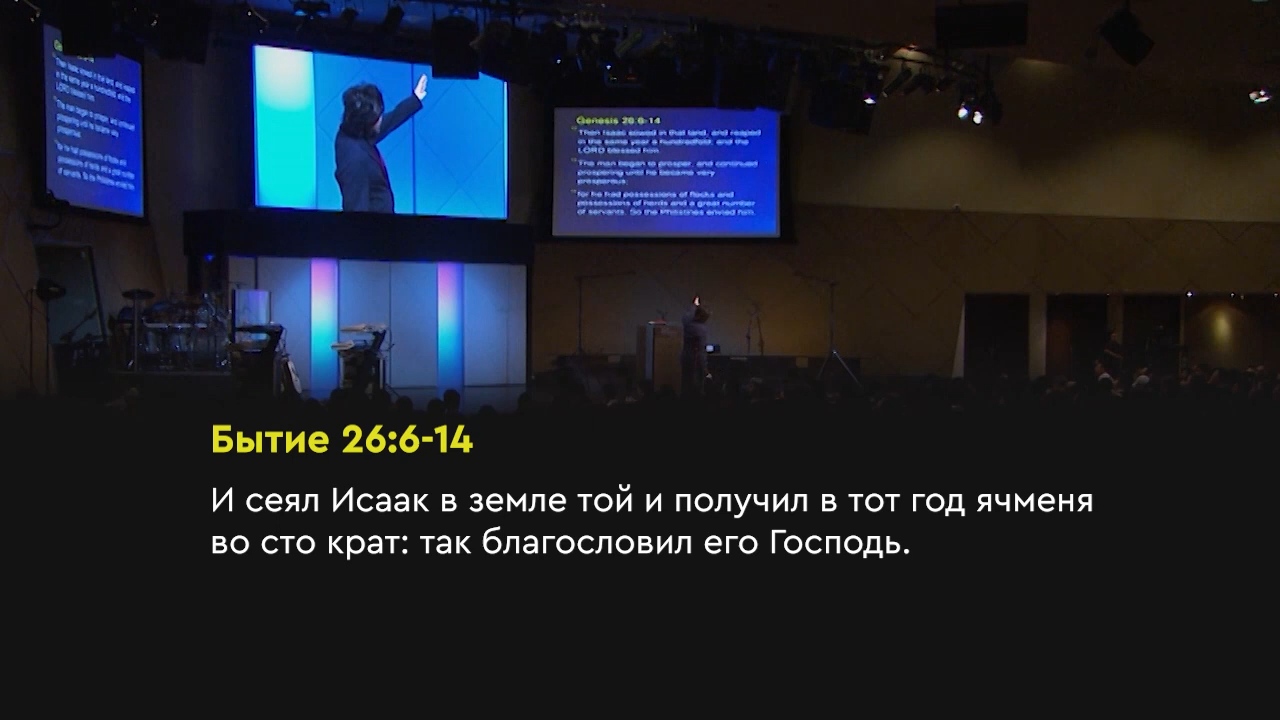 Genesis 26:6-14
Then Isaac sowed in that land, and reaped
in the same year a hundredfold; and the
LORD blessed him.
The man began to prosper, and continued
prospering until he became very
prosperous;
for he had possessions of flocks and
possessions of herds and a great number
of servants. So the Philistines envied him.
Бытие 26:6-14
И сеял Исаак в земле той и получил в тот год ячменя
во сто крат: так благословил его Господь.